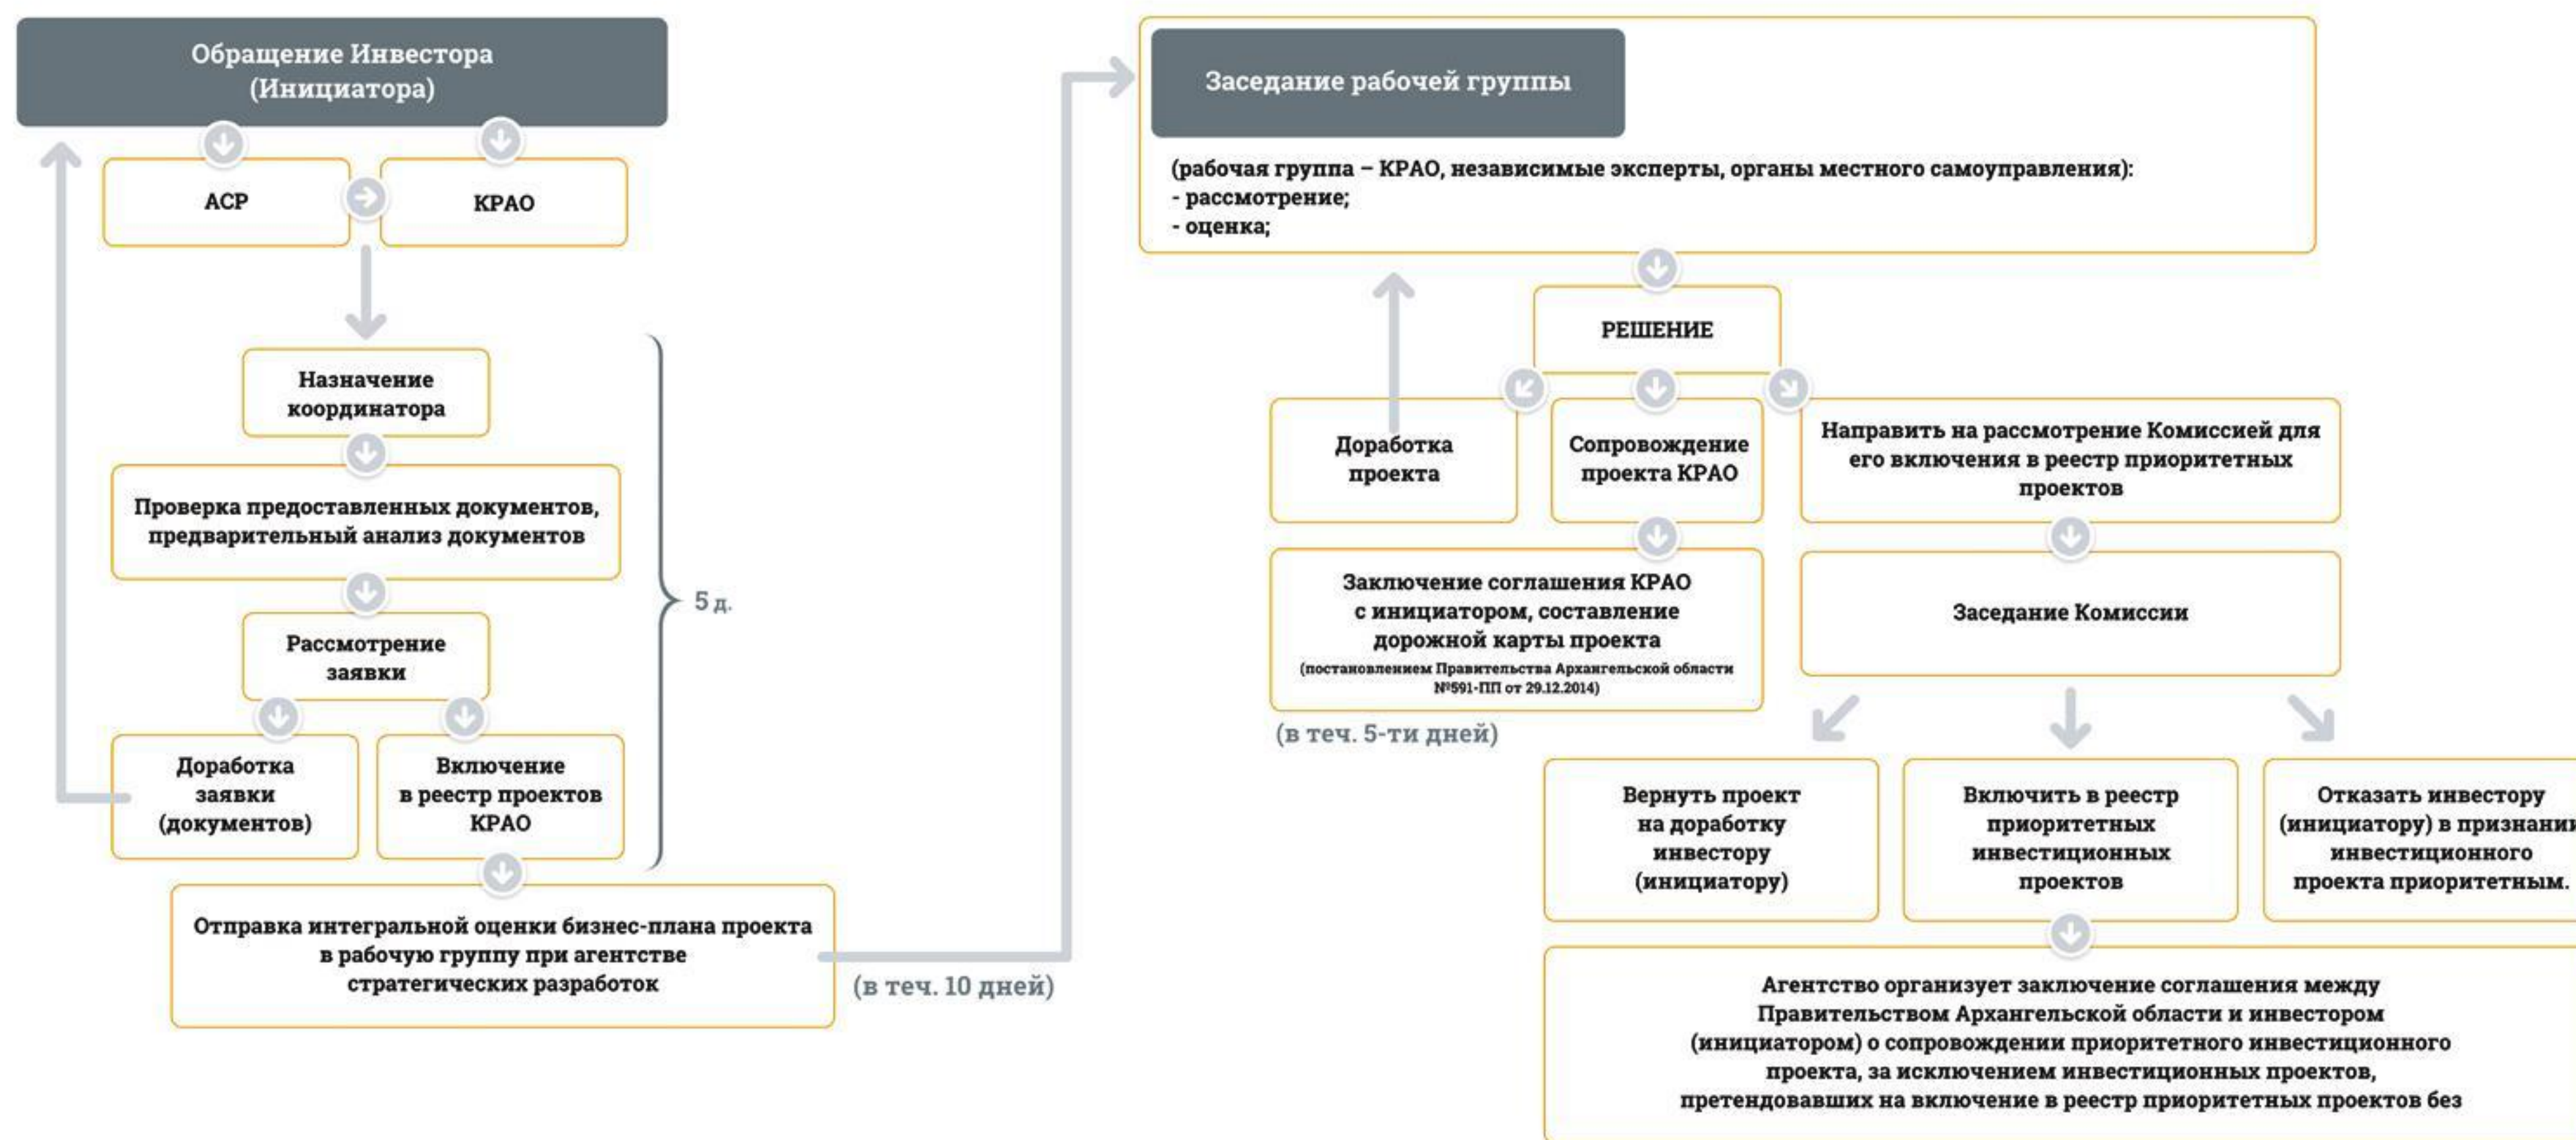 Обращение Инвестора
(Инициатора)
АСР
КРАО
Назначение
координатора
Проверка предоставленных документов,
предварительный анализ документов
Рассмотрение
заявки
5 д.
Доработка
заявки
(документов)
Включение
в реестр проектов
КРАО
Отправка интегральной оценки бизнес-плана проекта
в рабочую группу при агентстве
стратегических разработок
(в теч. 10 дней)
Заседание рабочей группы
(рабочая группа – КРАО, независимые эксперты, органы местного самоуправления):
- рассмотрение;
- оценка;
РЕШЕНИЕ
Доработка
проекта
Сопровождение
проекта КРАО
Направить на рассмотрение Комиссией для
его включения в реестр приоритетных
проектов
Заключение соглашения КРАО
с инициатором, составление
дорожной карты проекта
(постановлением Правительства Архангельской области
№591-ПП от 29.12.2014)
(в теч. 5-ти дней)
Заседание Комиссии
Вернуть проект
на доработку
инвестору
(инициатору)
Включить в реестр
приоритетных
инвестиционных
проектов
Отказать инвестору
(инициатору) в признании
инвестиционного
проекта приоритетным.
Агентство организует заключение соглашения между
Правительством Архангельской области и инвестором
(инициатором) о сопровождении приоритетного инвестиционного
проекта, за исключением инвестиционных проектов,
претендовавших на включение в реестр приоритетных проектов без